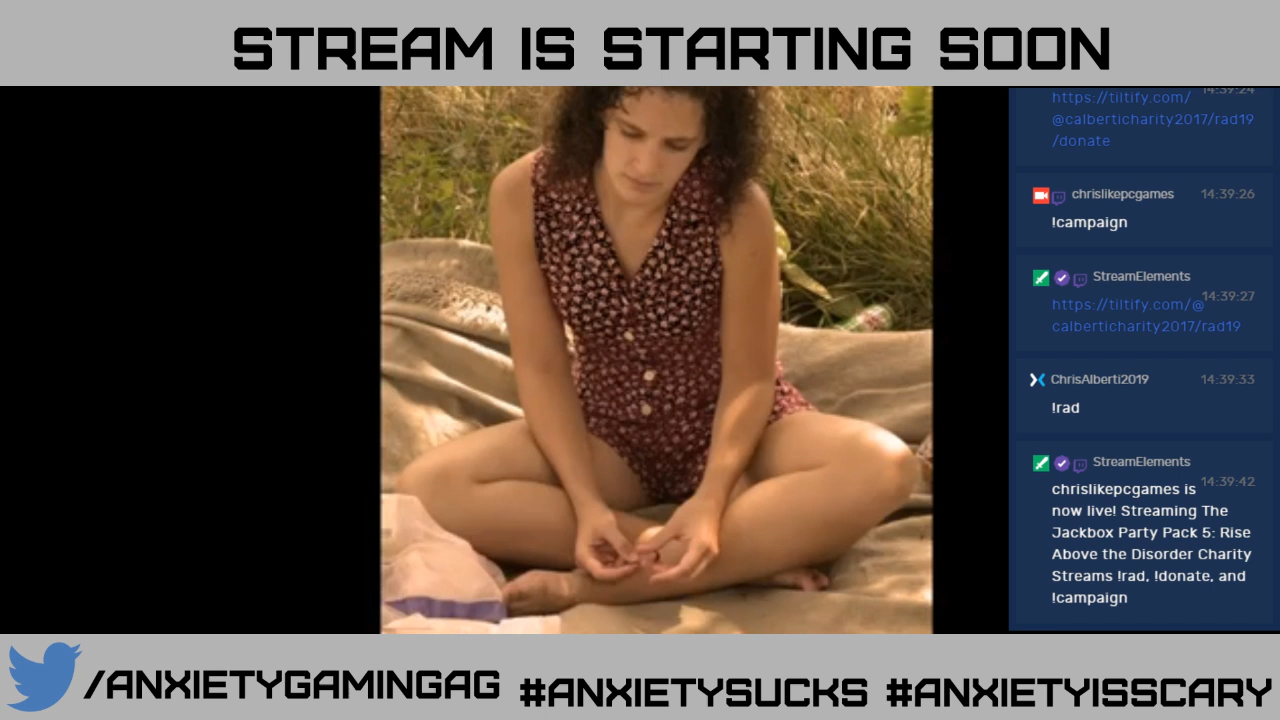 STREAM IS STARTING SOON
14:39:24
https://tiltify.com/
@calberticharity2017/rad19
/donate
chrislikepcgames 14:39:26
!campaign
StreamElements
14:39:27
https://tiltify.com/@
calberticharity2017/rad19
ChrisAlberti2019 14:39:33
!rad
StreamElements
14:39:42
chrislikepcgames is
now live! Streaming The
Jackbox Party Pack 5: Rise
Above the Disorder Charity
Streams !rad, !donate, and
!campaign
/ANXIETYGAMINGAG #ANXIETYSUCKS #ANXIETYISSCARY